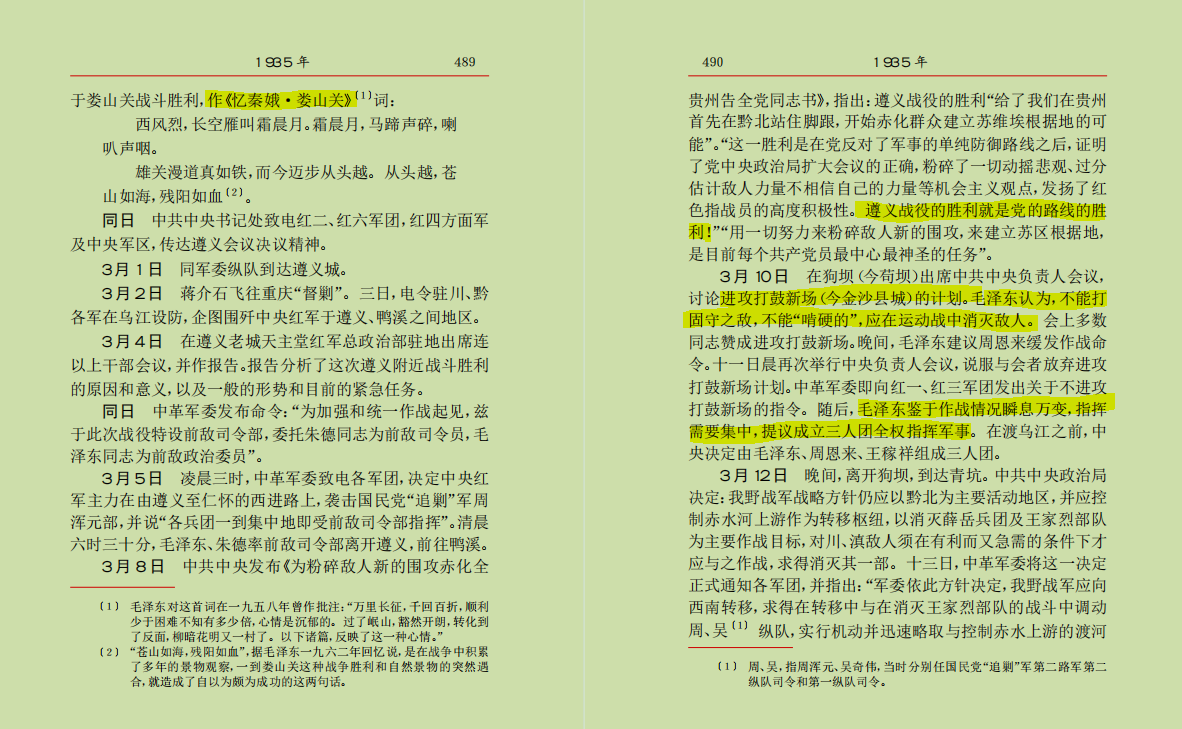 1935年 489
于娄山关战斗胜利,作《忆秦娥·娄山关》〔1〕词:
西风烈,长空雁叫霜晨月。霜晨月,马蹄声碎,喇
叭声咽。
雄关漫道真如铁,而今迈步从头越。从头越,苍
山如海,残阳如血〔2〕。
同日 中共中央书记处致电红二、红六军团,红四方面军
及中央军区,传达遵义会议决议精神。
3月1日 同军委纵队到达遵义城。
3月2日 蒋介石飞往重庆“督剿”。三日,电令驻川、黔
各军在乌江设防,企图围歼中央红军于遵义、鸭溪之间地区。
3月4日 在遵义老城天主堂红军总政治部驻地出席连
以上干部会议,并作报告。报告分析了这次遵义附近战斗胜利
的原因和意义,以及一般的形势和目前的紧急任务。
同日 中革军委发布命令:“为加强和统一作战起见,兹
于此次战役特设前敌司令部,委托朱德同志为前敌司令员,毛
泽东同志为前敌政治委员”。
3月5日 凌晨三时,中革军委致电各军团,决定中央红
军主力在由遵义至仁怀的西进路上,袭击国民党“追剿”军周
浑元部,并说“各兵团一到集中地即受前敌司令部指挥”。清晨
六时三十分,毛泽东、朱德率前敌司令部离开遵义,前往鸭溪。
3月8日 中共中央发布《为粉碎敌人新的围攻赤化全
〔1〕 毛泽东对这首词在一九五八年曾作批注:“万里长征,千回百折,顺利
少于困难不知有多少倍,心情是沉郁的。过了岷山,豁然开朗,转化到
了反面,柳暗花明又一村了。以下诸篇,反映了这一种心情。”
〔2〕 “苍山如海,残阳如血”,据毛泽东一九六二年回忆说,是在战争中积累
了多年的景物观察,一到娄山关这种战争胜利和自然景物的突然遇
合,就造成了自以为颇为成功的这两句话。
490 1935年
贵州告全党同志书》,指出:遵义战役的胜利“给了我们在贵州
首先在黔北站住脚跟,开始赤化群众建立苏维埃根据地的可
能”。“这一胜利是在党反对了军事的单纯防御路线之后,证明
了党中央政治局扩大会议的正确,粉碎了一切动摇悲观、过分
估计敌人力量不相信自己的力量等机会主义观点,发扬了红
色指战员的高度积极性。遵义战役的胜利就是党的路线的胜
利!”“用一切努力来粉碎敌人新的围攻,来建立苏区根据地,
是目前每个共产党员最中心最神圣的任务”。
3月10日 在狗坝(今苟坝)出席中共中央负责人会议,
讨论进攻打鼓新场(今金沙县城)的计划。毛泽东认为,不能打
固守之敌,不能“啃硬的”,应在运动战中消灭敌人。会上多数
同志赞成进攻打鼓新场。晚间,毛泽东建议周恩来缓发作战命
令。十一日晨再次举行中央负责人会议,说服与会者放弃进攻
打鼓新场计划。中革军委即向红一、红三军团发出关于不进攻
打鼓新场的指令。随后,毛泽东鉴于作战情况瞬息万变,指挥
需要集中,提议成立三人团全权指挥军事。在渡乌江之前,中
央决定由毛泽东、周恩来、王稼祥组成三人团。
3月12日 晚间,离开狗坝,到达青坑。中共中央政治局
决定:我野战军战略方针仍应以黔北为主要活动地区,并应控
制赤水河上游作为转移枢纽,以消灭薛岳兵团及王家烈部队
为主要作战目标,对川、滇敌人须在有利而又急需的条件下才
应与之作战,求得消灭其一部。十三日,中革军委将这一决定
正式通知各军团,并指出:“军委依此方针决定,我野战军应向
西南转移,求得在转移中与在消灭王家烈部队的战斗中调动
周、吴〔1〕纵队,实行机动并迅速略取与控制赤水上游的渡河
〔1〕 周、吴,指周浑元、吴奇伟,当时分别任国民党“追剿”军第二路军第二
纵队司令和第一纵队司令。